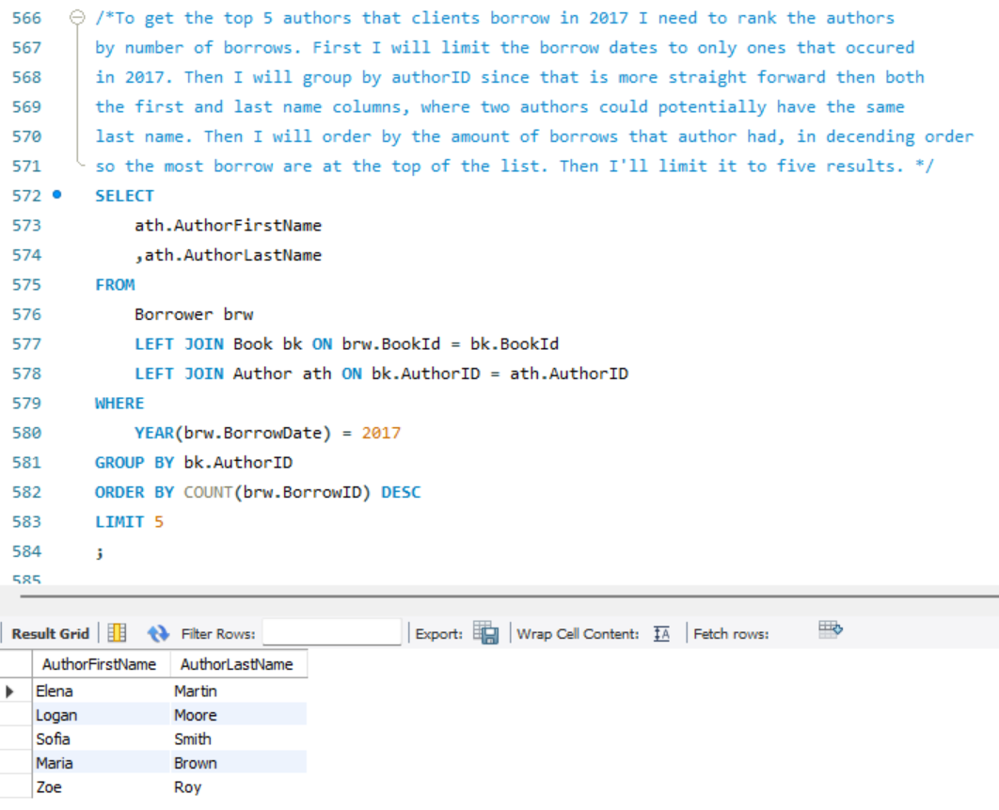 566 /*To get the top 5 authors that clients borrow in 2017 I need to rank the authors
567 by number of borrows. First I will limit the borrow dates to only ones that occured
568 in 2017. Then I will group by authorID since that is more straight forward then both
569 the first and last name columns, where two authors could potentially have the same
570 last name. Then I will order by the amount of borrows that author had, in decending order
571 so the most borrow are at the top of the list. Then I'll limit it to five results. */
572 SELECT
573 ath.AuthorFirstName
574 ,ath.AuthorLastName
575 FROM
576 Borrower brw
577 LEFT JOIN Book bk ON brw.BookId = bk.BookId
578 LEFT JOIN Author ath ON bk.AuthorID = ath.AuthorID
579 WHERE
580 YEAR(brw.BorrowDate) = 2017
581 GROUP BY bk.AuthorID
582 ORDER BY COUNT(brw.BorrowID) DESC
583 LIMIT 5
584 ;
585
Result Grid Filter Rows: Export: Wrap Cell Content: Fetch rows:
AuthorFirstName AuthorLastName
Elena Martin
Logan Moore
Sofia Smith
Maria Brown
Zoe Roy